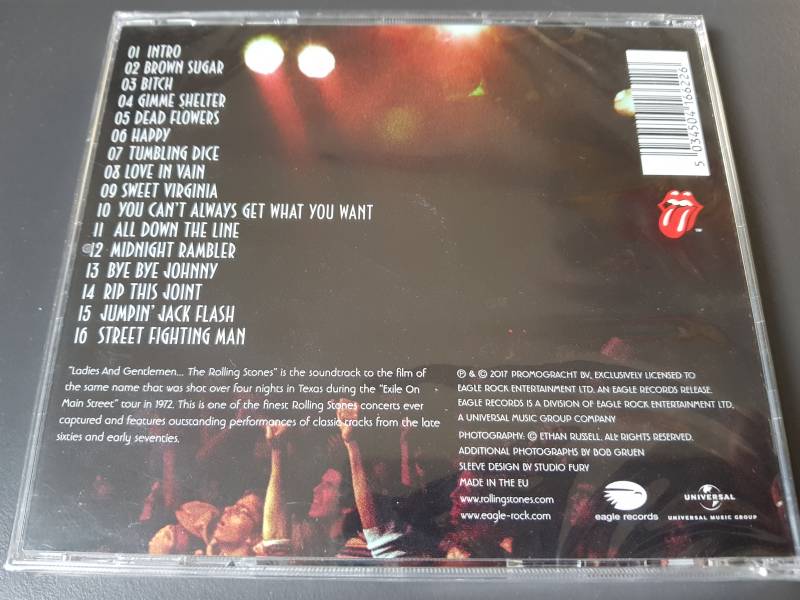 01 INTRO
02 BROWN SUGAR
03 BITCH
04 GIMME SHELTER
05 DEAD FLOWERS
06 HAPPY
07 TUMBLING DICE
08 LOVE IN VAIN
09 SWEET VIRGINIA
10 YOU CAN'T ALWAYS GET WHAT YOU WANT
11 ALL DOWN THE LINE
12 MIDNIGHT RAMBLER
13 BYE BYE JOHNNY
14 RIP THIS JOINT
15 JUMPIN' JACK FLASH
16 STREET FIGHTING MAN
5 034504 166226
TM
"Ladies And Gentlemen... The Rolling Stones" is the soundtrack to the film of
the same name that was shot over four nights in Texas during the "Exile On
Main Street" tour in 1972. This is one of the finest Rolling Stones concerts ever
captured and features outstanding performances of classic tracks from the late
sixties and early seventies.
℗ & © 2017 PROMOGRACHT BV, EXCLUSIVELY LICENSED TO
EAGLE ROCK ENTERTAINMENT LTD. AN EAGLE RECORDS RELEASE.
EAGLE RECORDS IS A DIVISION OF EAGLE ROCK ENTERTAINMENT LTD,
A UNIVERSAL MUSIC GROUP COMPANY
PHOTOGRAPHY: © ETHAN RUSSELL. ALL RIGHTS RESERVED.
ADDITIONAL PHOTOGRAPHS BY BOB GRUEN
SLEEVE DESIGN BY STUDIO FURY
MADE IN THE EU
www.rollingstones.com
www.eagle-rock.com
eagle records
UNIVERSAL
UNIVERSAL MUSIC GROUP